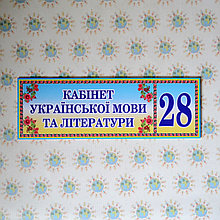 КАБІНЕТ
УКРАЇНСЬКОЇ МОВИ
ТА ЛІТЕРАТУРИ
28